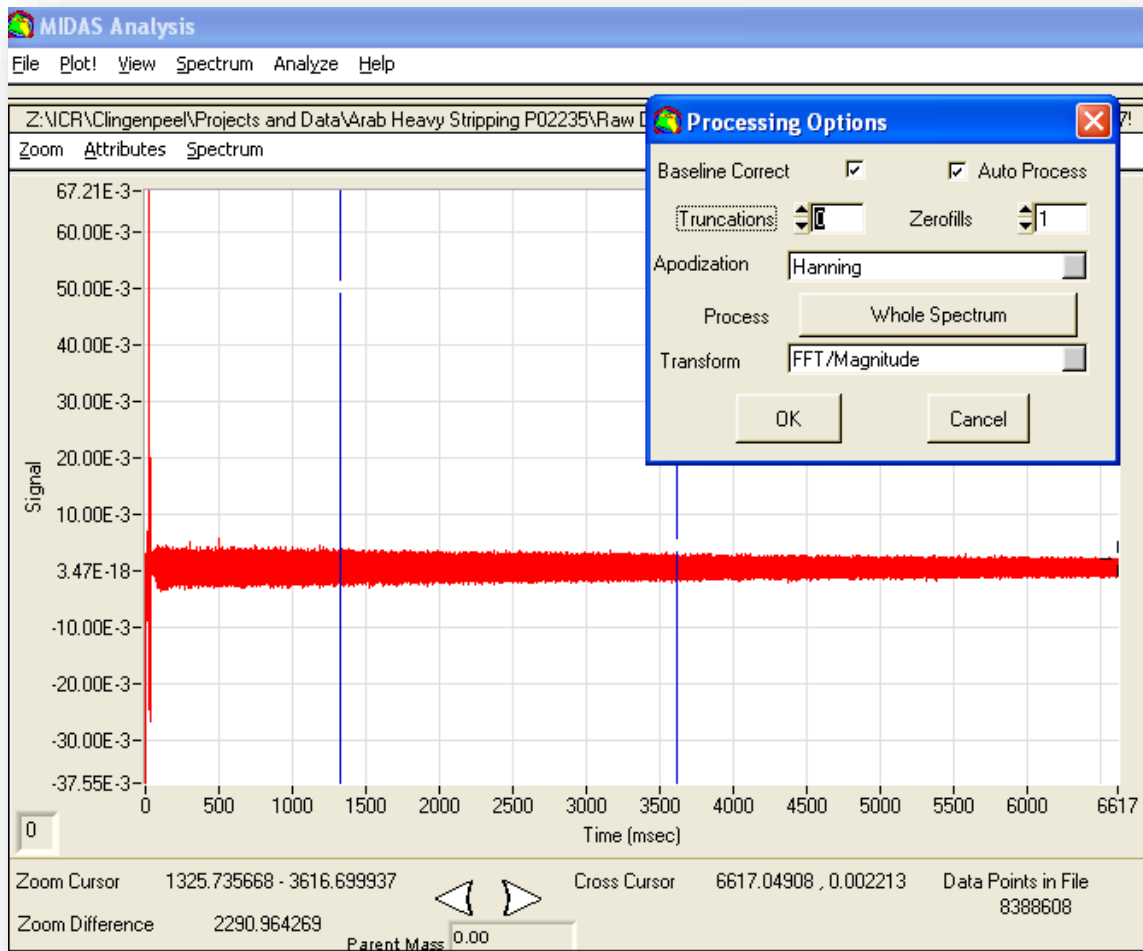 MIDAS Analysis
File Plot! View Spectrum Analyze Help
Z:\ICR\Clingenpeel\Projects and Data\Arab Heavy Stripping P02235\Raw D
7!
Zoom Attributes Spectrum
Processing Options
Baseline Correct Auto Process
Truncations 0 Zerofills 1
Apodization Hanning
Process Whole Spectrum
Transform FFT/Magnitude
OK Cancel
67.21E-3
60.00E-3
50.00E-3
40.00E-3
30.00E-3
20.00E-3
10.00E-3
3.47E-18
-10.00E-3
-20.00E-3
-30.00E-3
-37.55E-3
Signal
0 500 1000 1500 2000 2500 3000 3500 4000 4500 5000 5500 6000 6617
Time (msec)
0
Zoom Cursor 1325.735668 - 3616.699937 Cross Cursor 6617.04908 , 0.002213 Data Points in File
8388608
Zoom Difference 2290.964269
Parent Mass 0.00